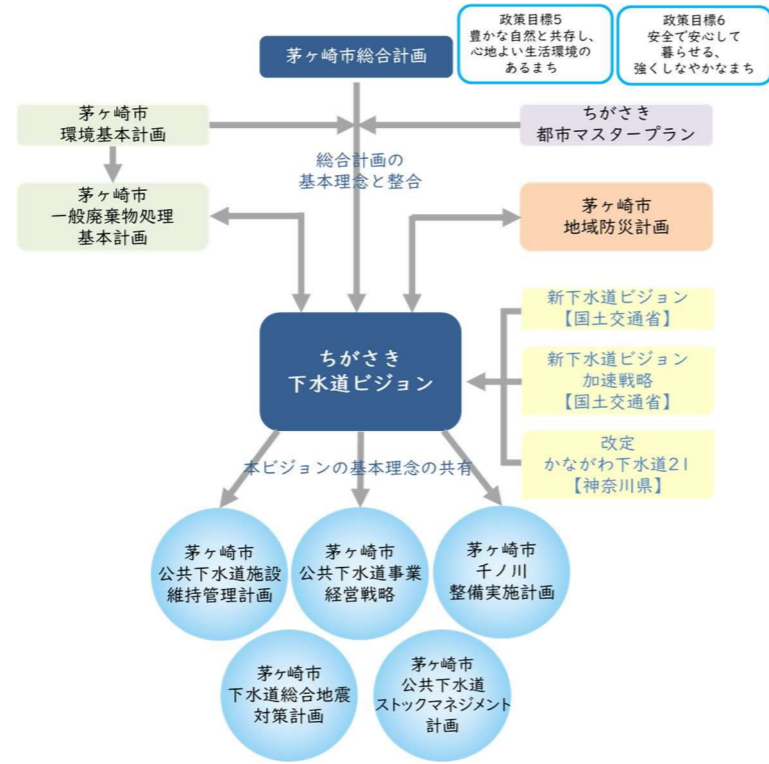 茅ヶ崎市総合計画
政策目標5
豊かな自然と共存し、
心地よい生活環境の
あるまち
政策目標6
安全で安心して
暮らせる、
強くしなやかなまち
茅ヶ崎市
環境基本計画
ちがさき
都市マスタープラン
総合計画の
基本理念と整合
茅ヶ崎市
一般廃棄物処理
基本計画
茅ヶ崎市
地域防災計画
新下水道ビジョン
【国土交通省】
ちがさき
下水道ビジョン
新下水道ビジョン
加速戦略
【国土交通省】
改定
かながわ下水道21
【神奈川県】
本ビジョンの基本理念の共有
茅ヶ崎市
公共下水道施設
維持管理計画
茅ヶ崎市
公共下水道事業
経営戦略
茅ヶ崎市
千ノ川
整備実施計画
茅ヶ崎市
下水道総合地震
対策計画
茅ヶ崎市
公共下水道
ストックマネジメント
計画